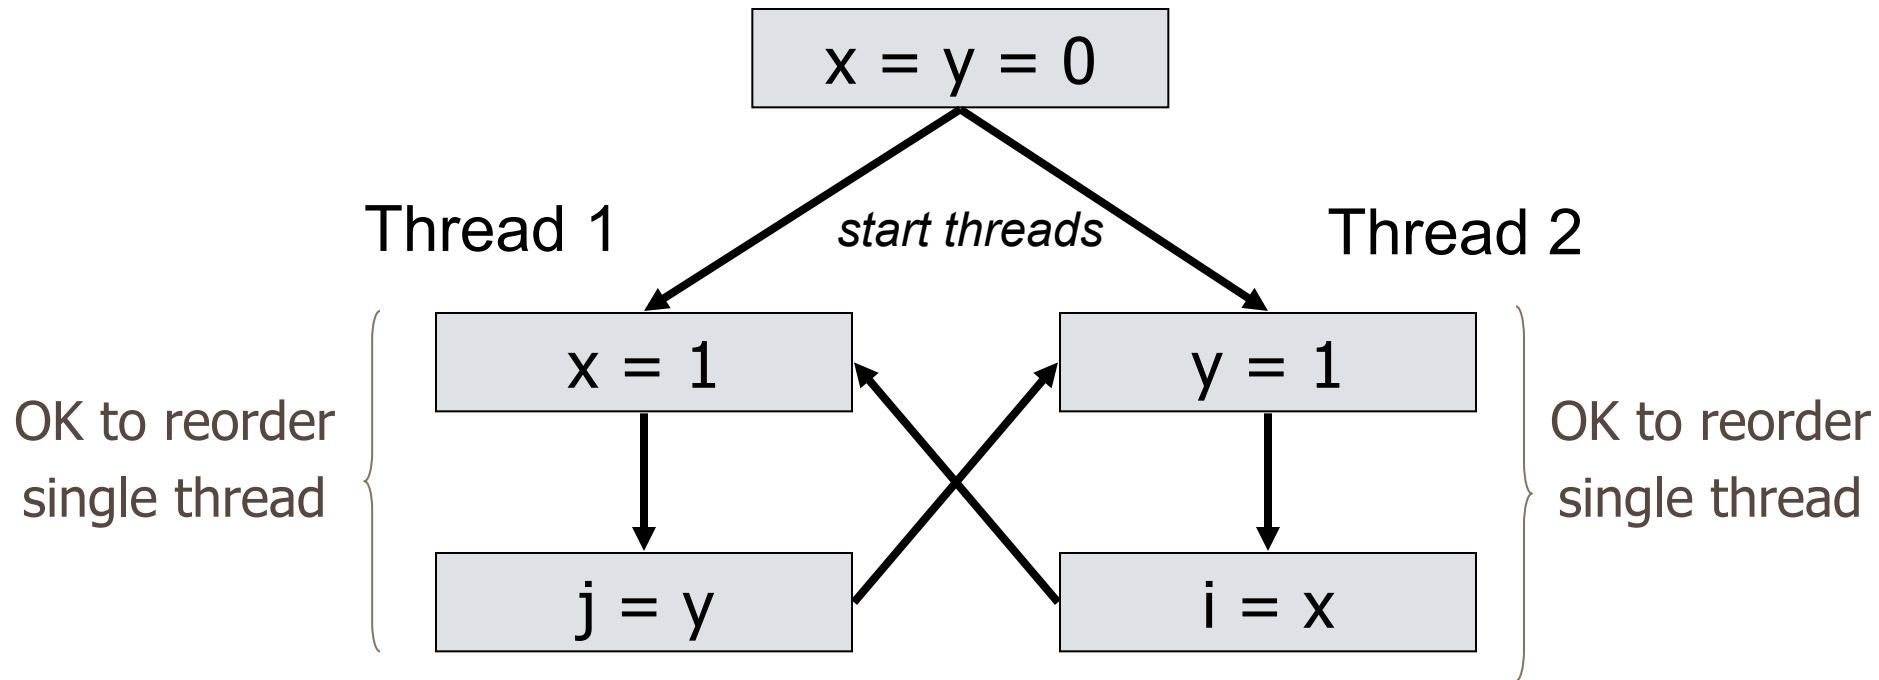 x = y = 0
Thread 1
start threads
Thread 2
x = 1
y = 1
OK to reorder
single thread
OK to reorder
single thread
j = y
i = x